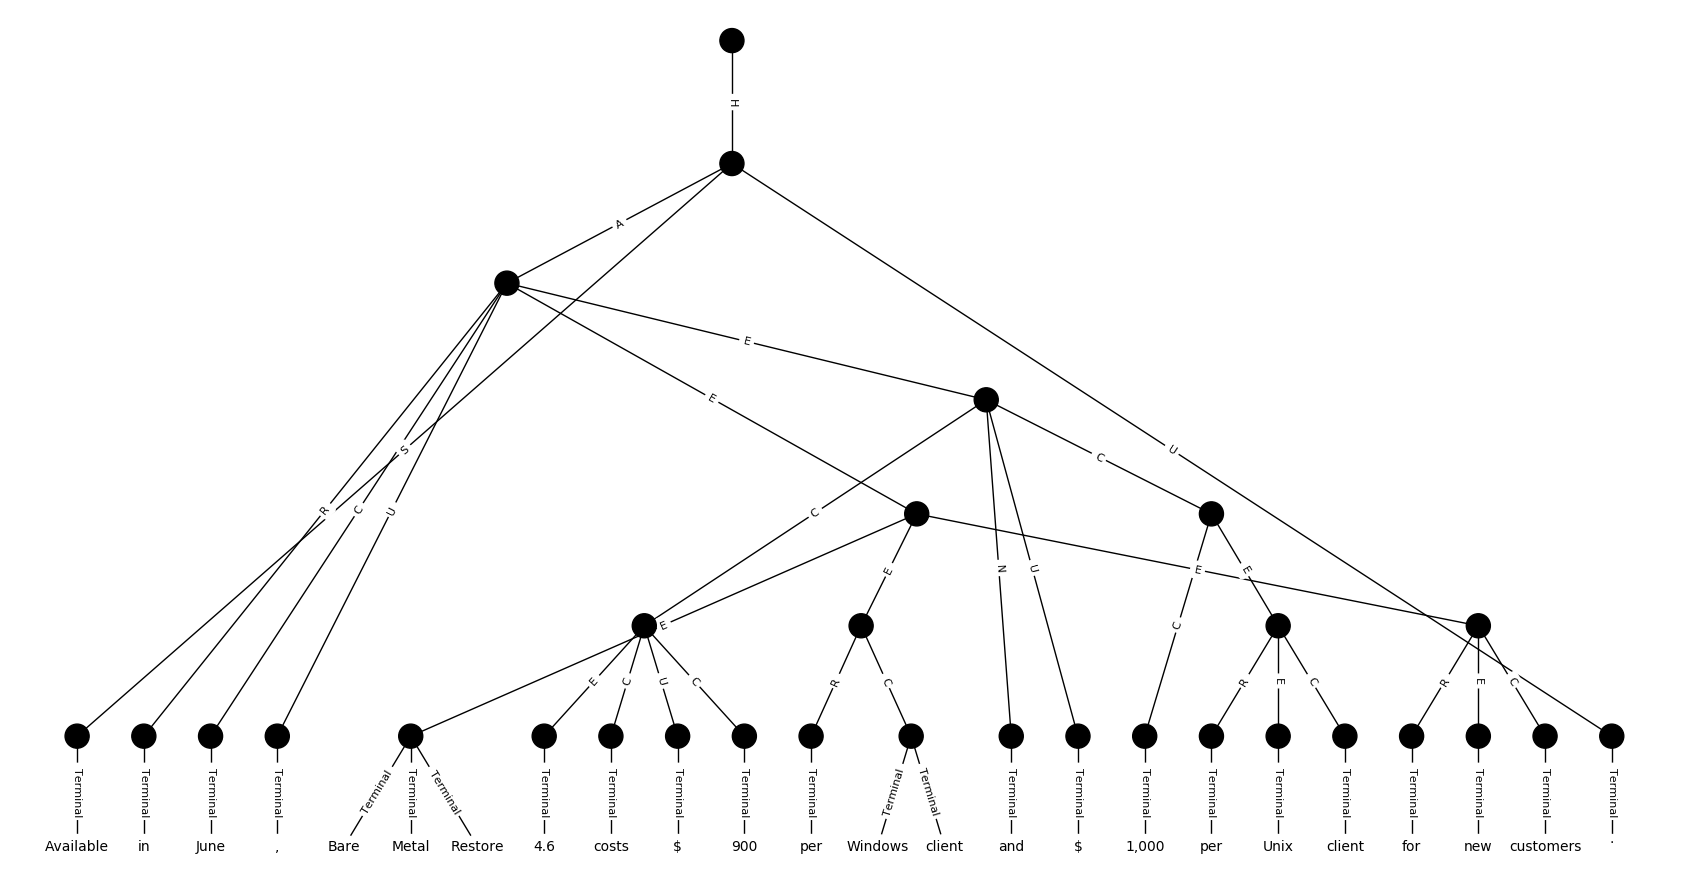 H
A
E
E
S
U
C
R
C
U
C
N
U
E
E
E
E
C
E
C
U
C
R
C
R
E
C
R
E
C
Terminal Terminal Terminal Terminal Terminal Terminal Terminal Terminal Terminal Terminal Terminal Terminal Terminal Terminal Terminal Terminal Terminal Terminal Terminal Terminal Terminal Terminal Terminal Terminal
Available in June , Bare Metal Restore 4.6 costs $ 900 per Windows client and $ 1,000 per Unix client for new customers .